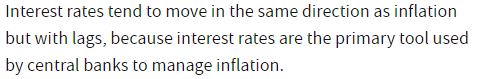 Interest rates tend to move in the same direction as inflation
but with lags, because interest rates are the primary tool used
by central banks to manage inflation.